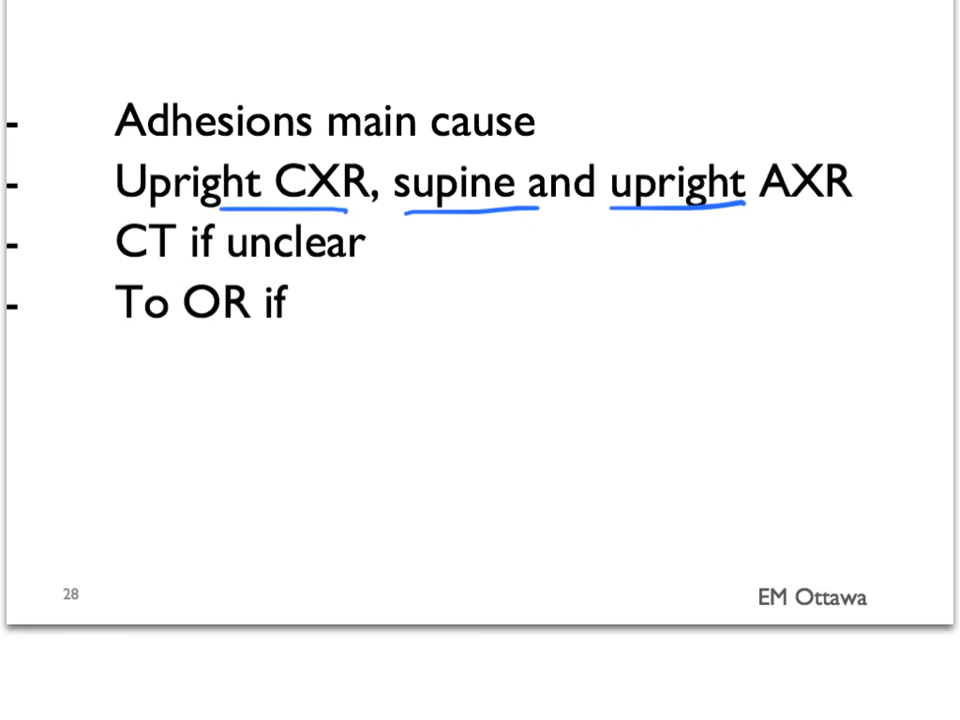 - Adhesions main cause
- Upright CXR, supine and upright AXR
- CT if unclear
- To OR if
28
EM Ottawa